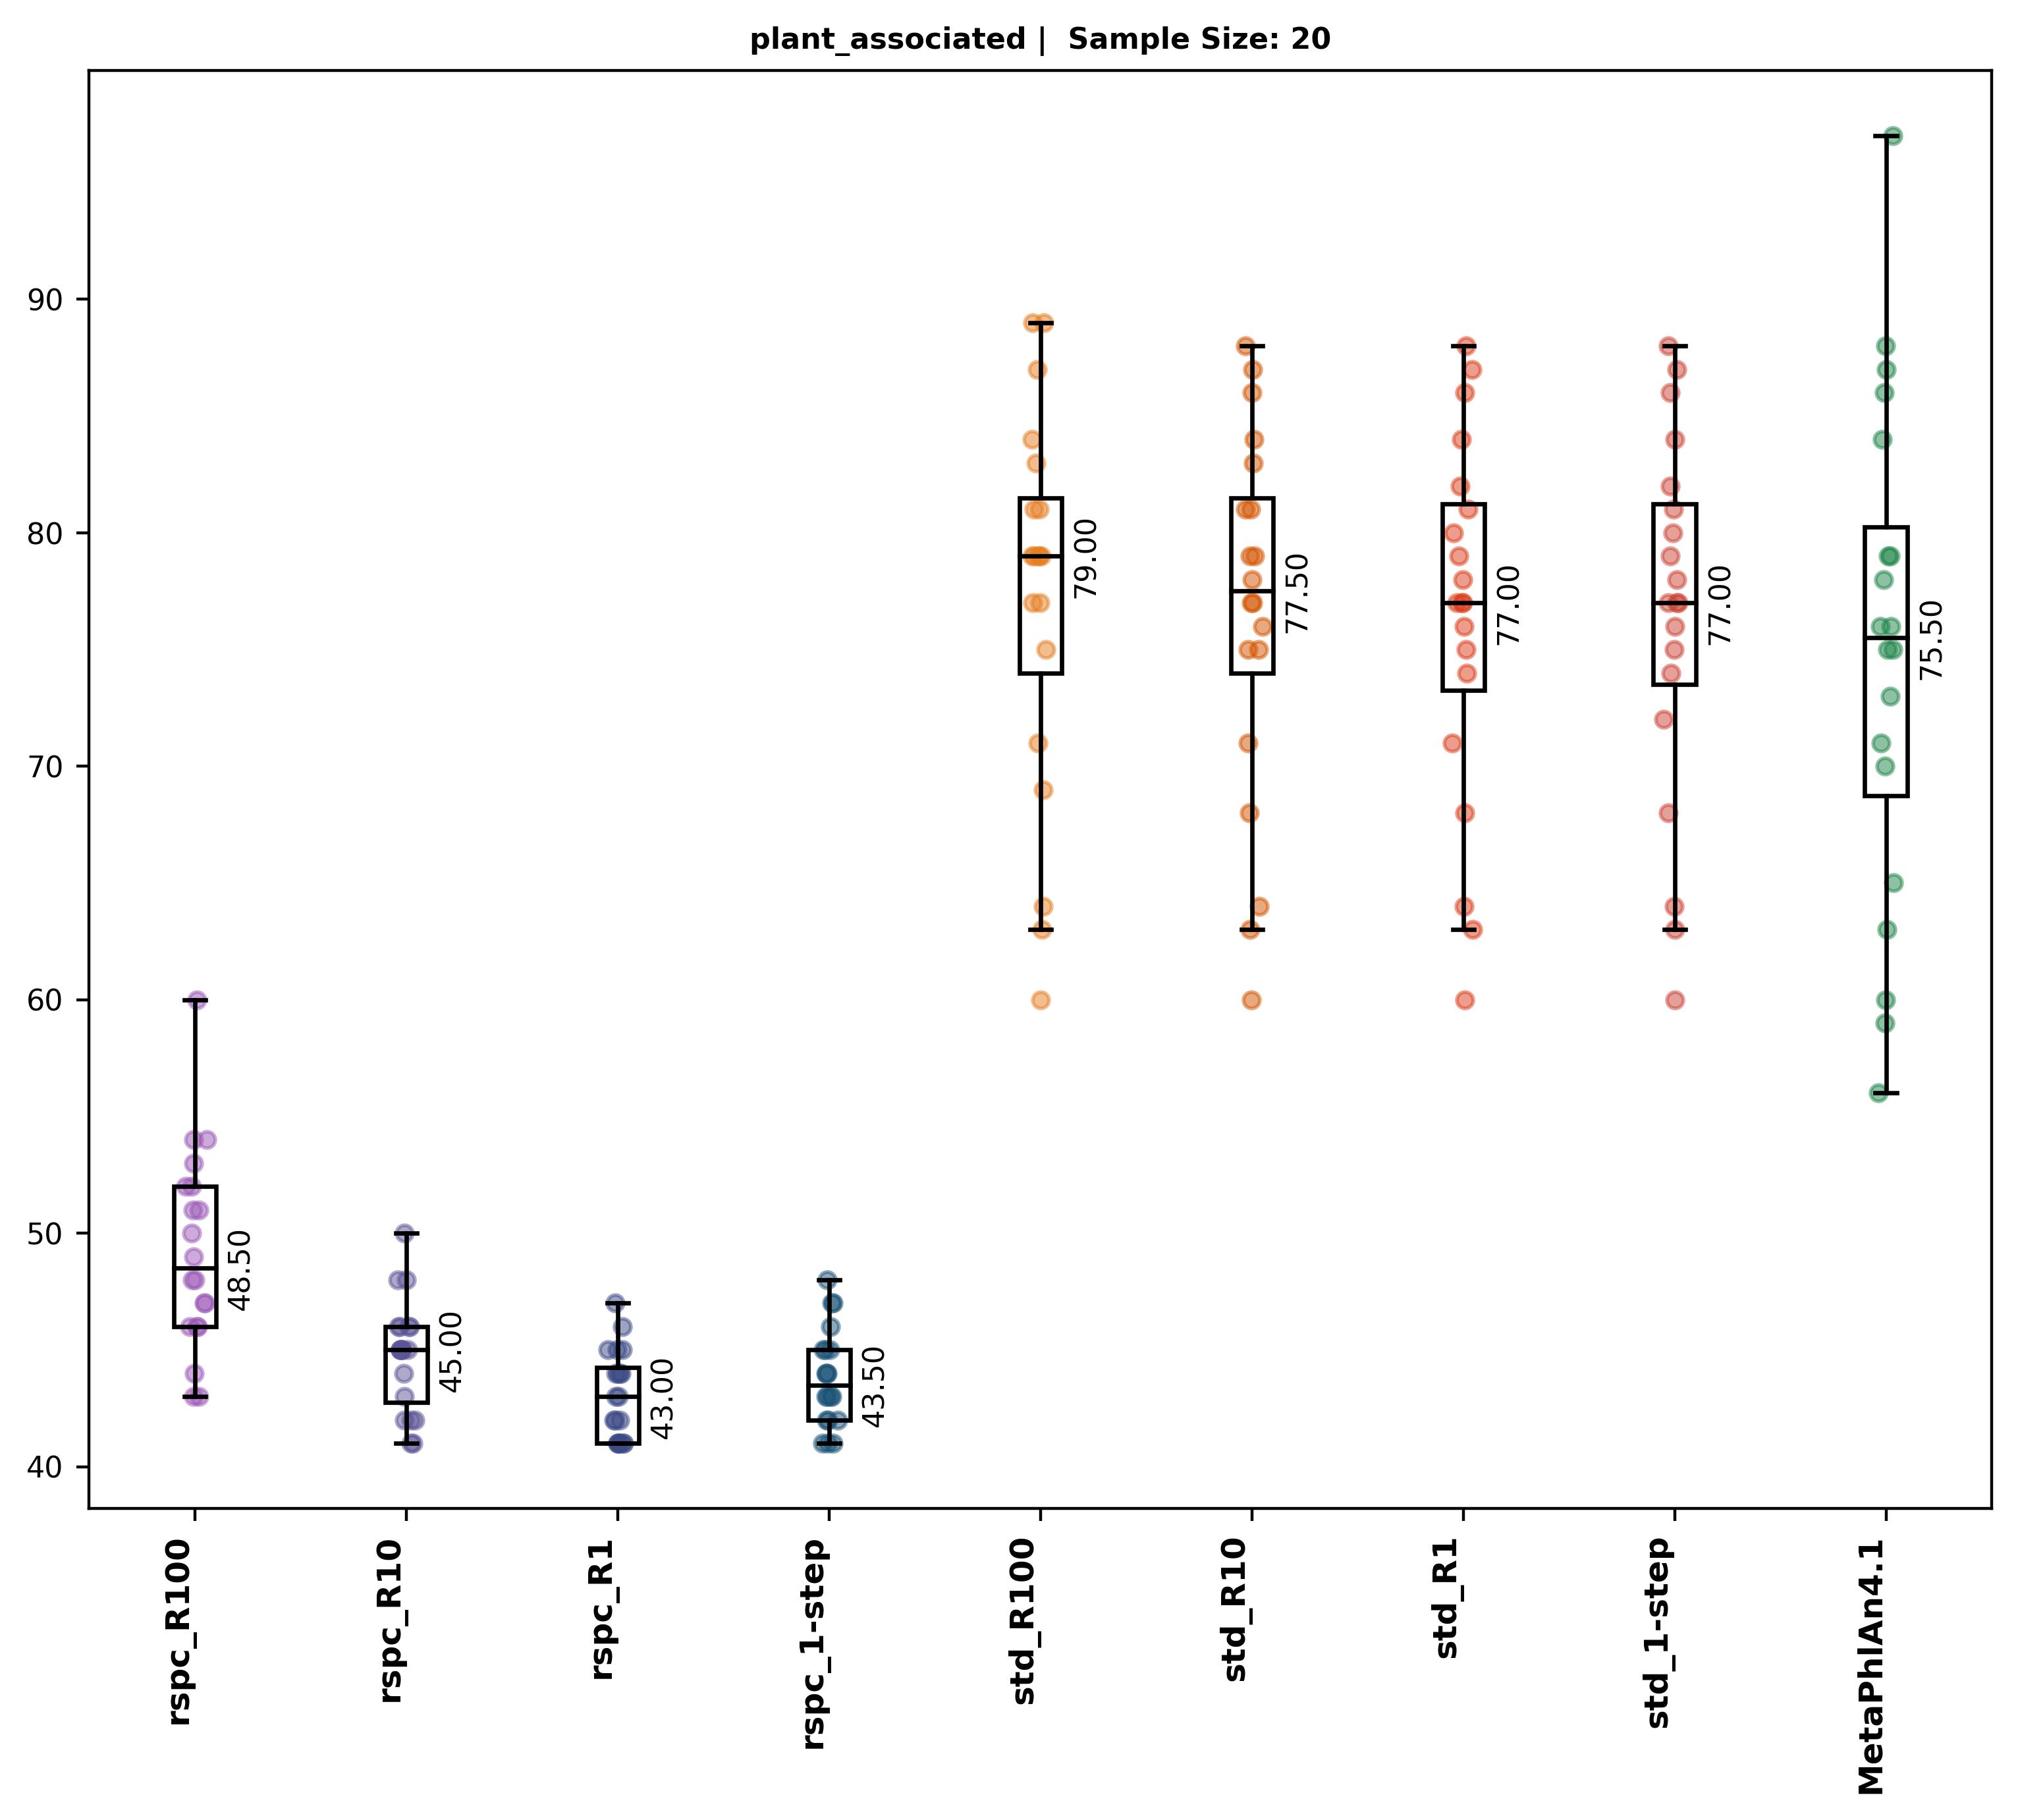 plant_associated | Sample Size: 20
90
80
70
60
50
40
48.50
45.00
43.00
43.50
79.00
77.50
77.00
77.00
75.50
rspc_R100
rspc_R10
rspc_R1
rspc_1-step
std_R100
std_R10
std_R1
std_1-step
MetaPhlAn4.1